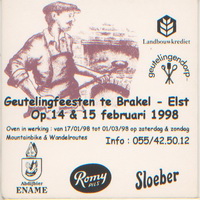 Landbouwkrediet
geutelingendorp
Geutelingfeesten te Brakel - Elst
Op.14 & 15 februari 1998
Oven in werking : van 17/01/98 tot 01/03/98 op zaterdag & zondag
Mountainbike & Wandelroutes
Info : 055/42.50.12
Abdijbier
ENAME
Romy
Sloeber